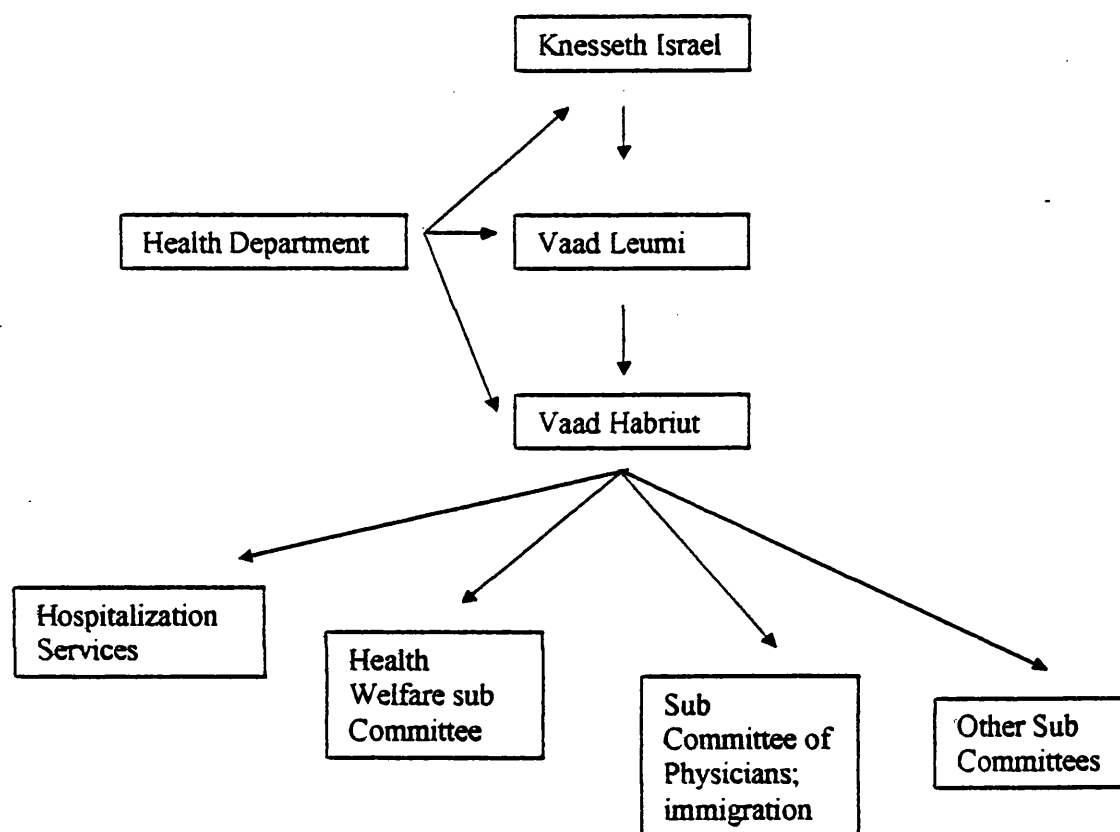 Knesseth Israel
Health Department
Vaad Leumi
Vaad Habriut
Hospitalization
Services
Health
Welfare sub
Committee
Sub
Committee of
Physicians;
immigration
Other Sub
Committees